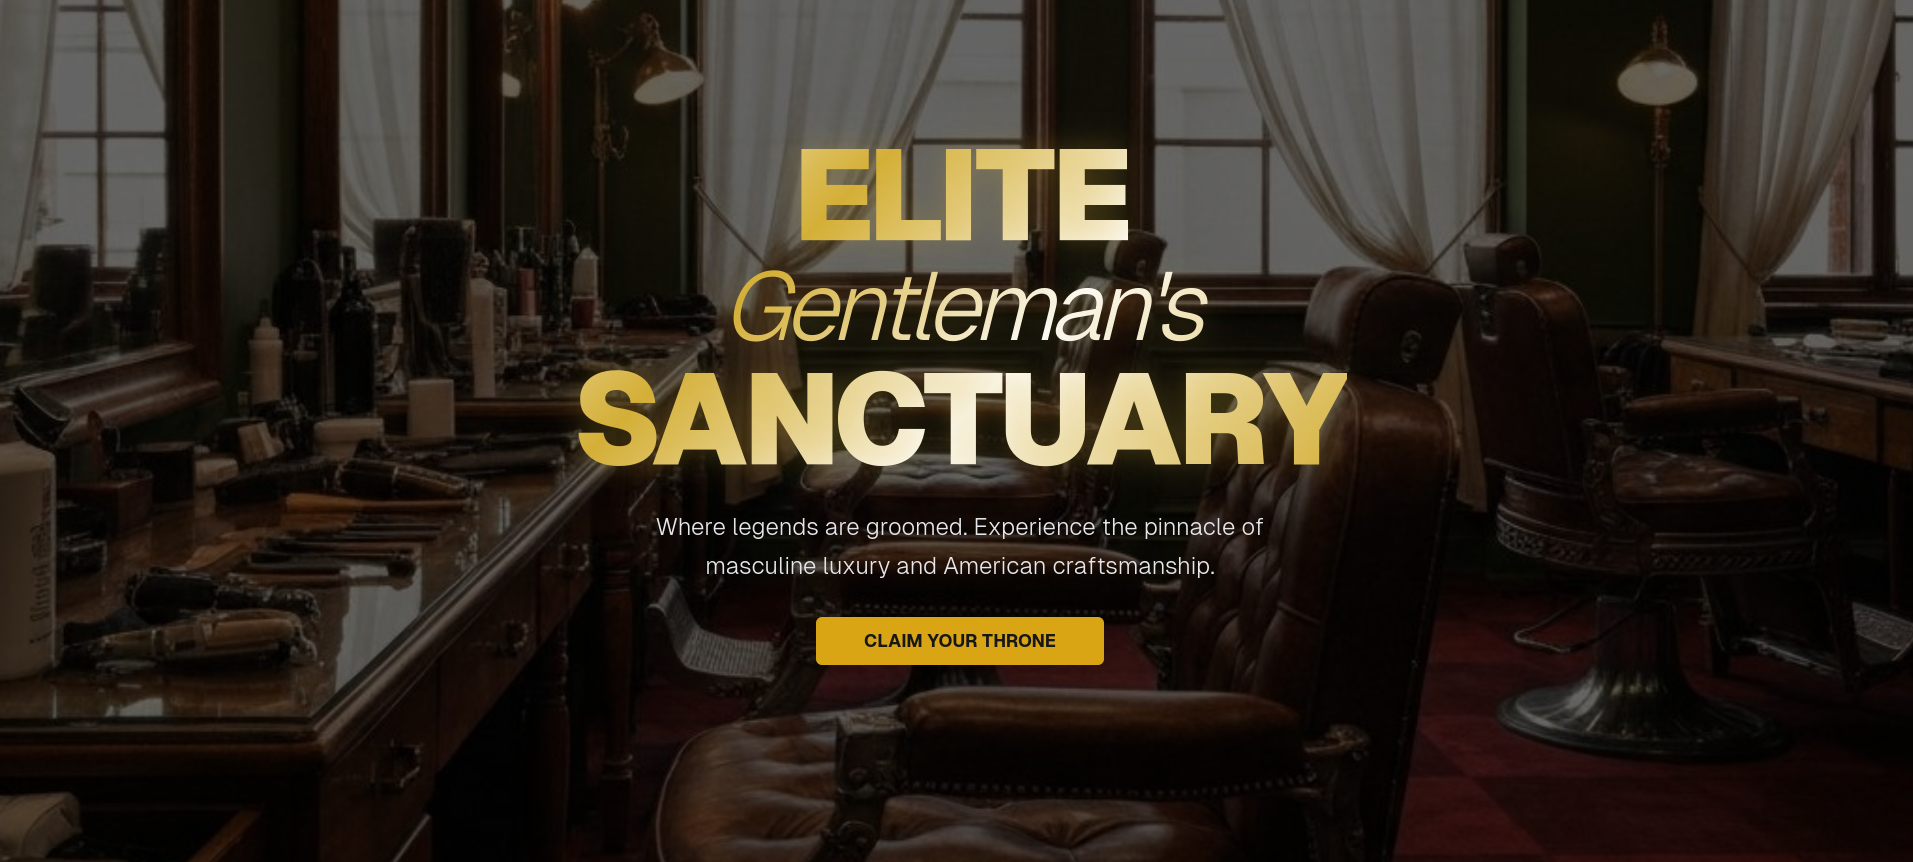 ELITE
Gentleman's
SANCTUARY
Where legends are groomed. Experience the pinnacle of
masculine luxury and American craftsmanship.
CLAIM YOUR THRONE